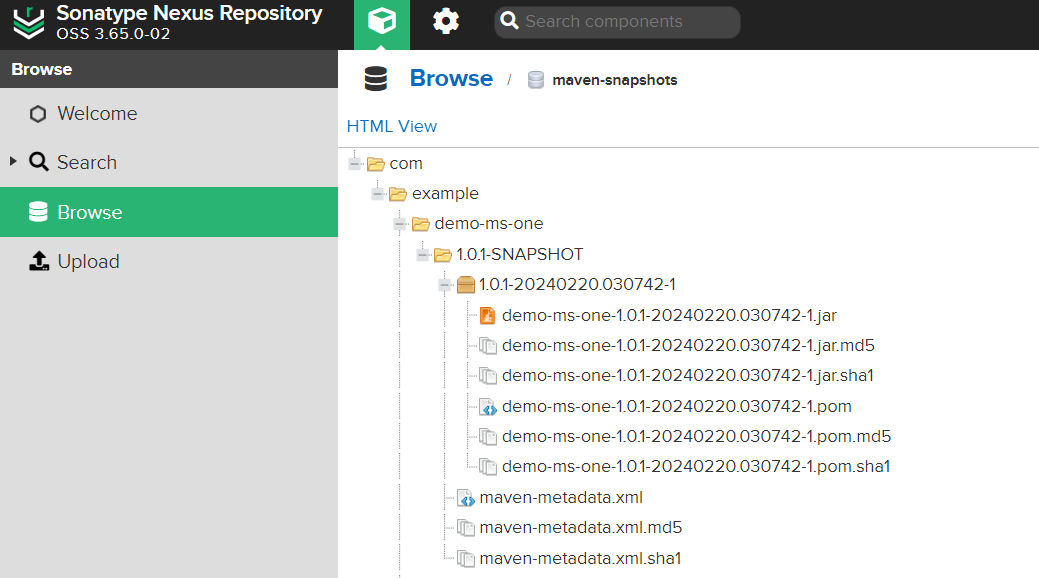 Sonatype Nexus Repository
OSS 3.65.0-02
Search components
Browse
Welcome
Search
Browse
Upload
Browse / maven-snapshots
HTML View
com
example
demo-ms-one
1.0.1-SNAPSHOT
1.0.1-20240220.030742-1
demo-ms-one-1.0.1-20240220.030742-1.jar
demo-ms-one-1.0.1-20240220.030742-1.jar.md5
demo-ms-one-1.0.1-20240220.030742-1.jar.sha1
demo-ms-one-1.0.1-20240220.030742-1.pom
demo-ms-one-1.0.1-20240220.030742-1.pom.md5
demo-ms-one-1.0.1-20240220.030742-1.pom.sha1
maven-metadata.xml
maven-metadata.xml.md5
maven-metadata.xml.sha1